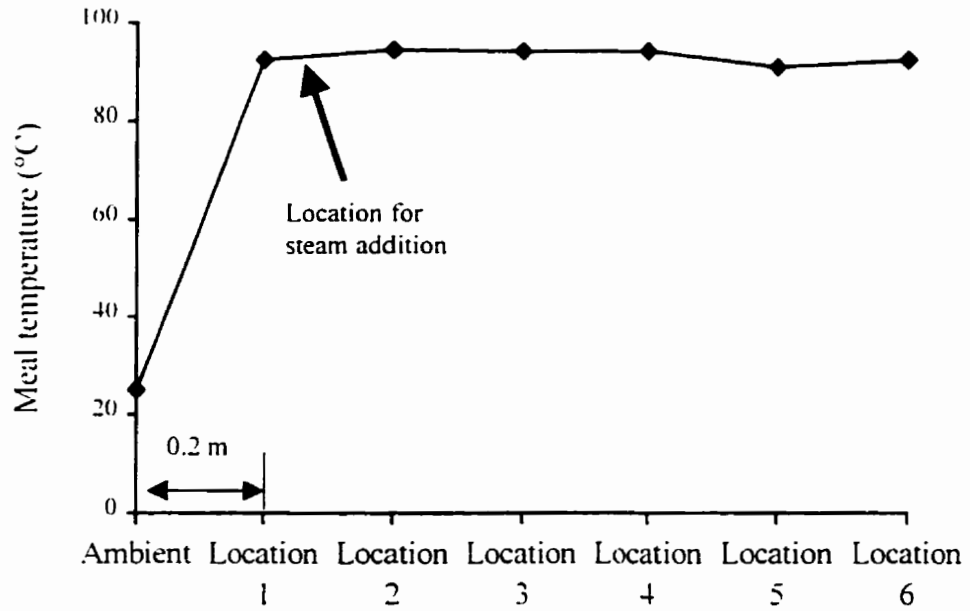 Meal temperature (°C)
100
80
60
40
20
0
Location for
steam addition
0.2 m
Ambient Location Location Location Location Location Location
1 2 3 4 5 6